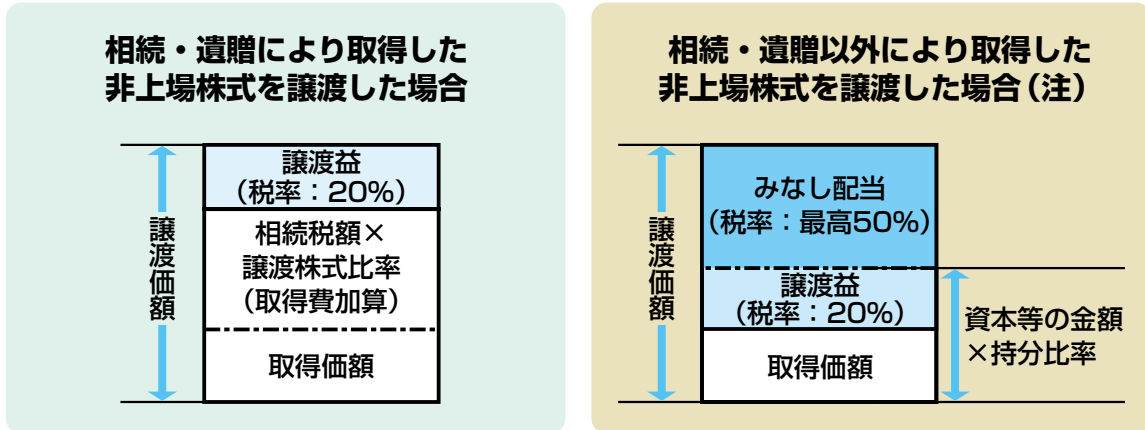 相続・遺贈により取得した
非上場株式を譲渡した場合
譲渡価額
譲渡益
(税率：20%)
相続税額×
譲渡株式比率
(取得費加算)
取得価額
相続・遺贈以外により取得した
非上場株式を譲渡した場合(注)
譲渡価額
みなし配当
(税率：最高50%)
譲渡益
(税率：20%)
取得価額
資本等の金額
×持分比率